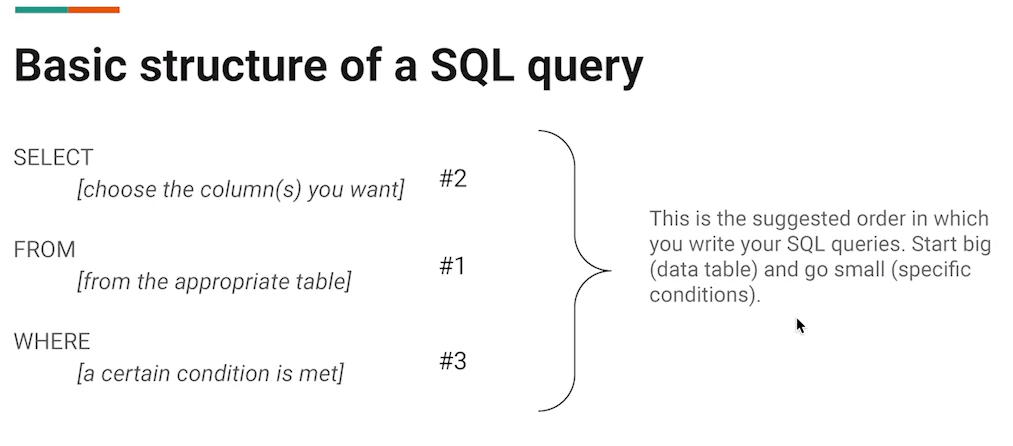 Basic structure of a SQL query
SELECT
[choose the column(s) you want]
#2
FROM
[from the appropriate table]
#1
WHERE
[a certain condition is met]
#3
This is the suggested order in which
you write your SQL queries. Start big
(data table) and go small (specific
conditions).